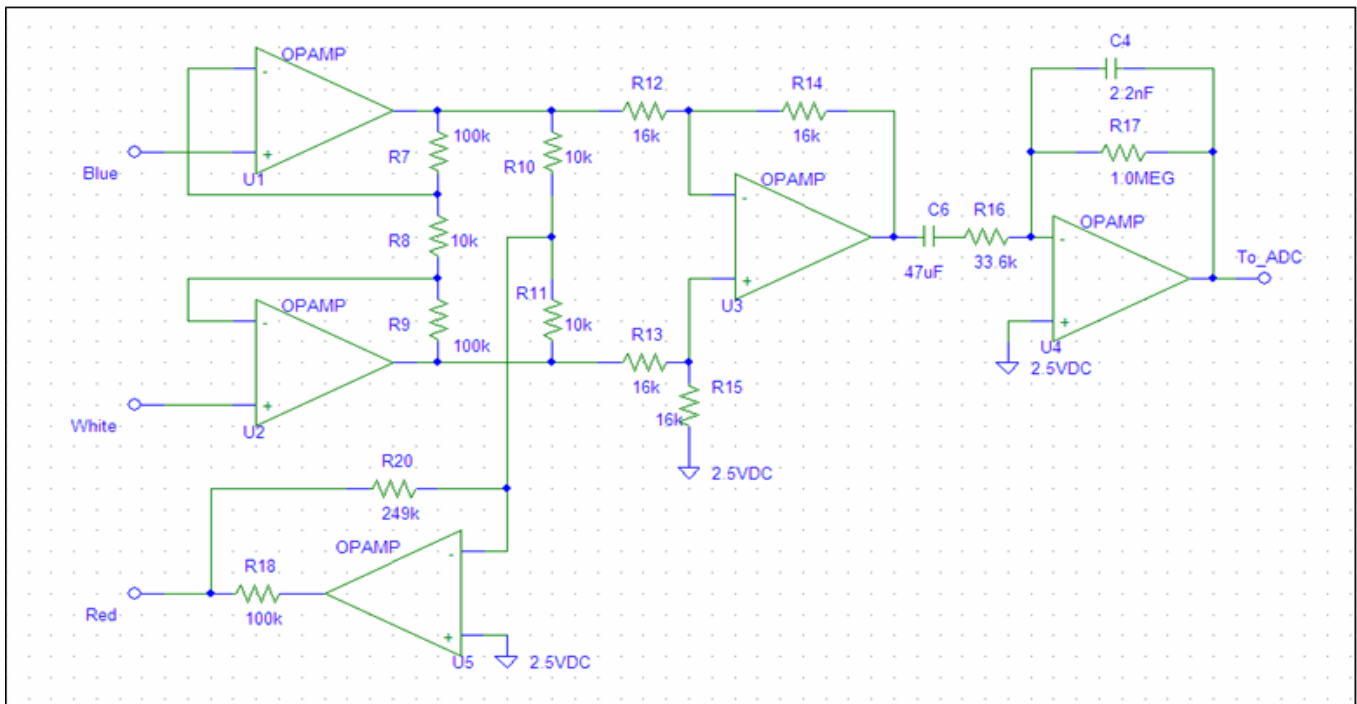 C4
2.2nF
R17
1.0MEG
OPAMP
-
+
U1
Blue
R7
100k
R10
10k
R12
16k
R14
16k
R8
10k
OPAMP
-
+
U3
C6
47uF
R16
33.6k
OPAMP
-
+
U4
2.5VDC
To_ADC
OPAMP
-
+
U2
White
R9
100k
R11
10k
R13
16k
R15
16k
2.5VDC
R20
249k
OPAMP
-
+
U5
2.5VDC
R18
100k
Red